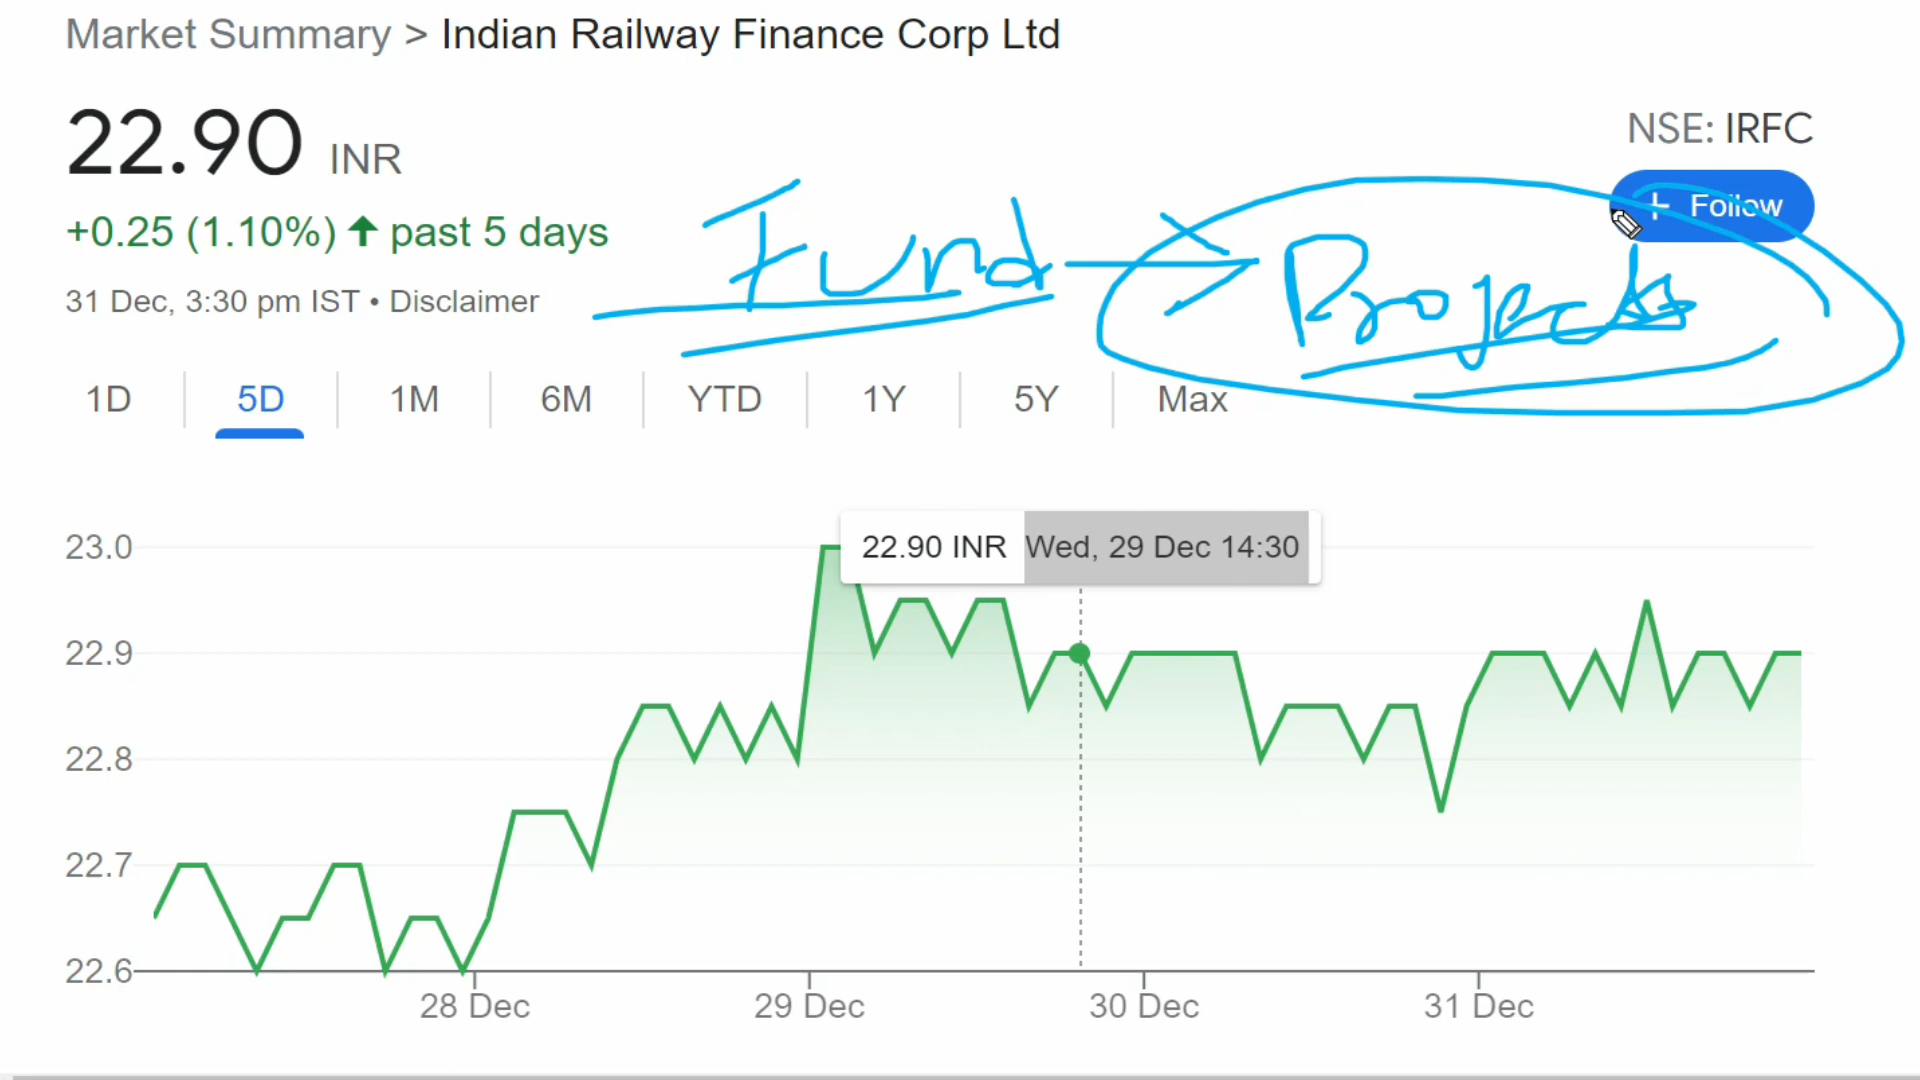 Market Summary > Indian Railway Finance Corp Ltd
22.90 INR
NSE: IRFC
+ Follow
+0.25 (1.10%) ↑ past 5 days
31 Dec, 3:30 pm IST • Disclaimer
Fund → Projects
1D 5D 1M 6M YTD 1Y 5Y Max
22.90 INR Wed, 29 Dec 14:30
23.0
22.9
22.8
22.7
22.6
28 Dec 29 Dec 30 Dec 31 Dec